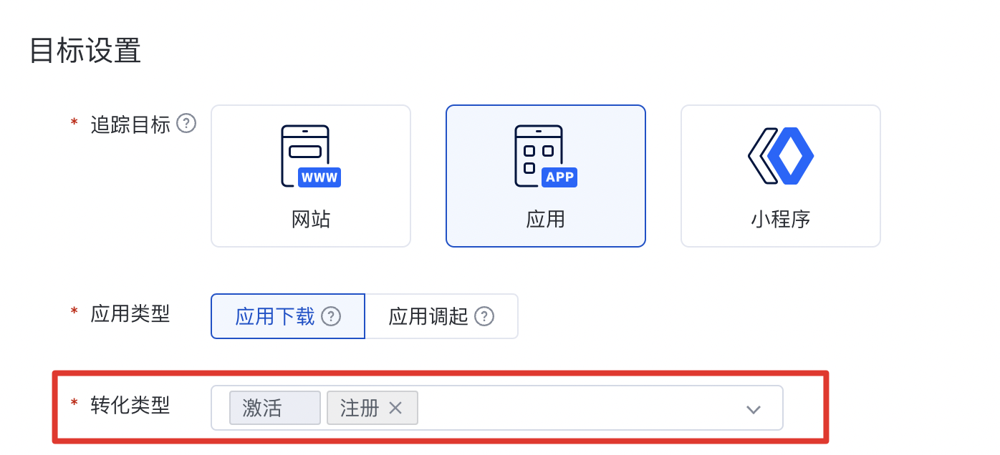 目标设置
* 追踪目标 ?
WWW
网站
APP
应用
小程序
* 应用类型 应用下载 ? 应用调起 ?
* 转化类型 激活 注册 ×